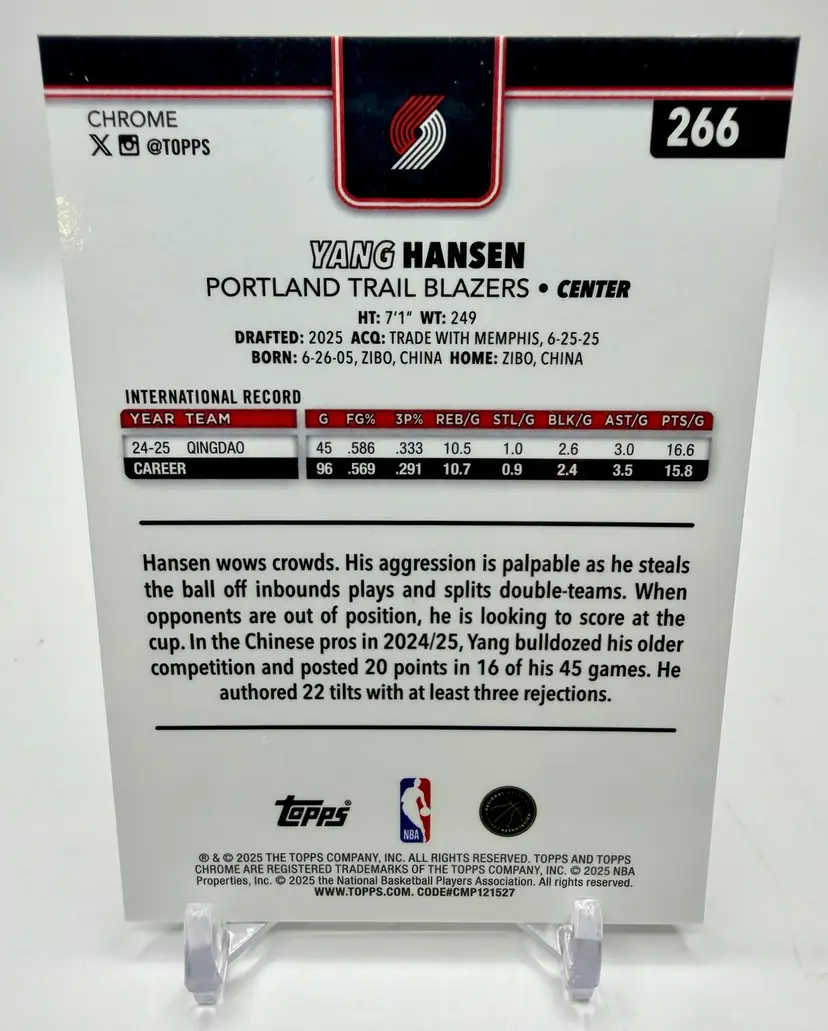 CHROME
266
X @TOPPS
YANG HANSEN
PORTLAND TRAIL BLAZERS • CENTER
HT: 7'1" WT: 249
DRAFTED: 2025 ACQ: TRADE WITH MEMPHIS, 6-25-25
BORN: 6-26-05, ZIBO, CHINA HOME: ZIBO, CHINA
INTERNATIONAL RECORD
YEAR TEAM G FG% 3P% REB/G STL/G BLK/G AST/G PTS/G
24-25 QINGDAO 45 .586 .333 10.5 1.0 2.6 3.0 16.6
CAREER 96 .569 .291 10.7 0.9 2.4 3.5 15.8
Hansen wows crowds. His aggression is palpable as he steals
the ball off inbounds plays and splits double-teams. When
opponents are out of position, he is looking to score at the
cup. In the Chinese pros in 2024/25, Yang bulldozed his older
competition and posted 20 points in 16 of his 45 games. He
authored 22 tilts with at least three rejections.
Topps®
NBA
® & © 2025 THE TOPPS COMPANY, INC. ALL RIGHTS RESERVED. TOPPS AND TOPPS
CHROME ARE REGISTERED TRADEMARKS OF THE TOPPS COMPANY, INC. © 2025 NBA
Properties, Inc. © 2025 the National Basketball Players Association. All rights reserved.
WWW.TOPPS.COM. CODE#CMP121527